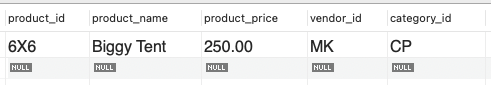 product_id product_name product_price vendor_id category_id
6X6 Biggy Tent 250.00 MK CP
NULL NULL NULL NULL NULL